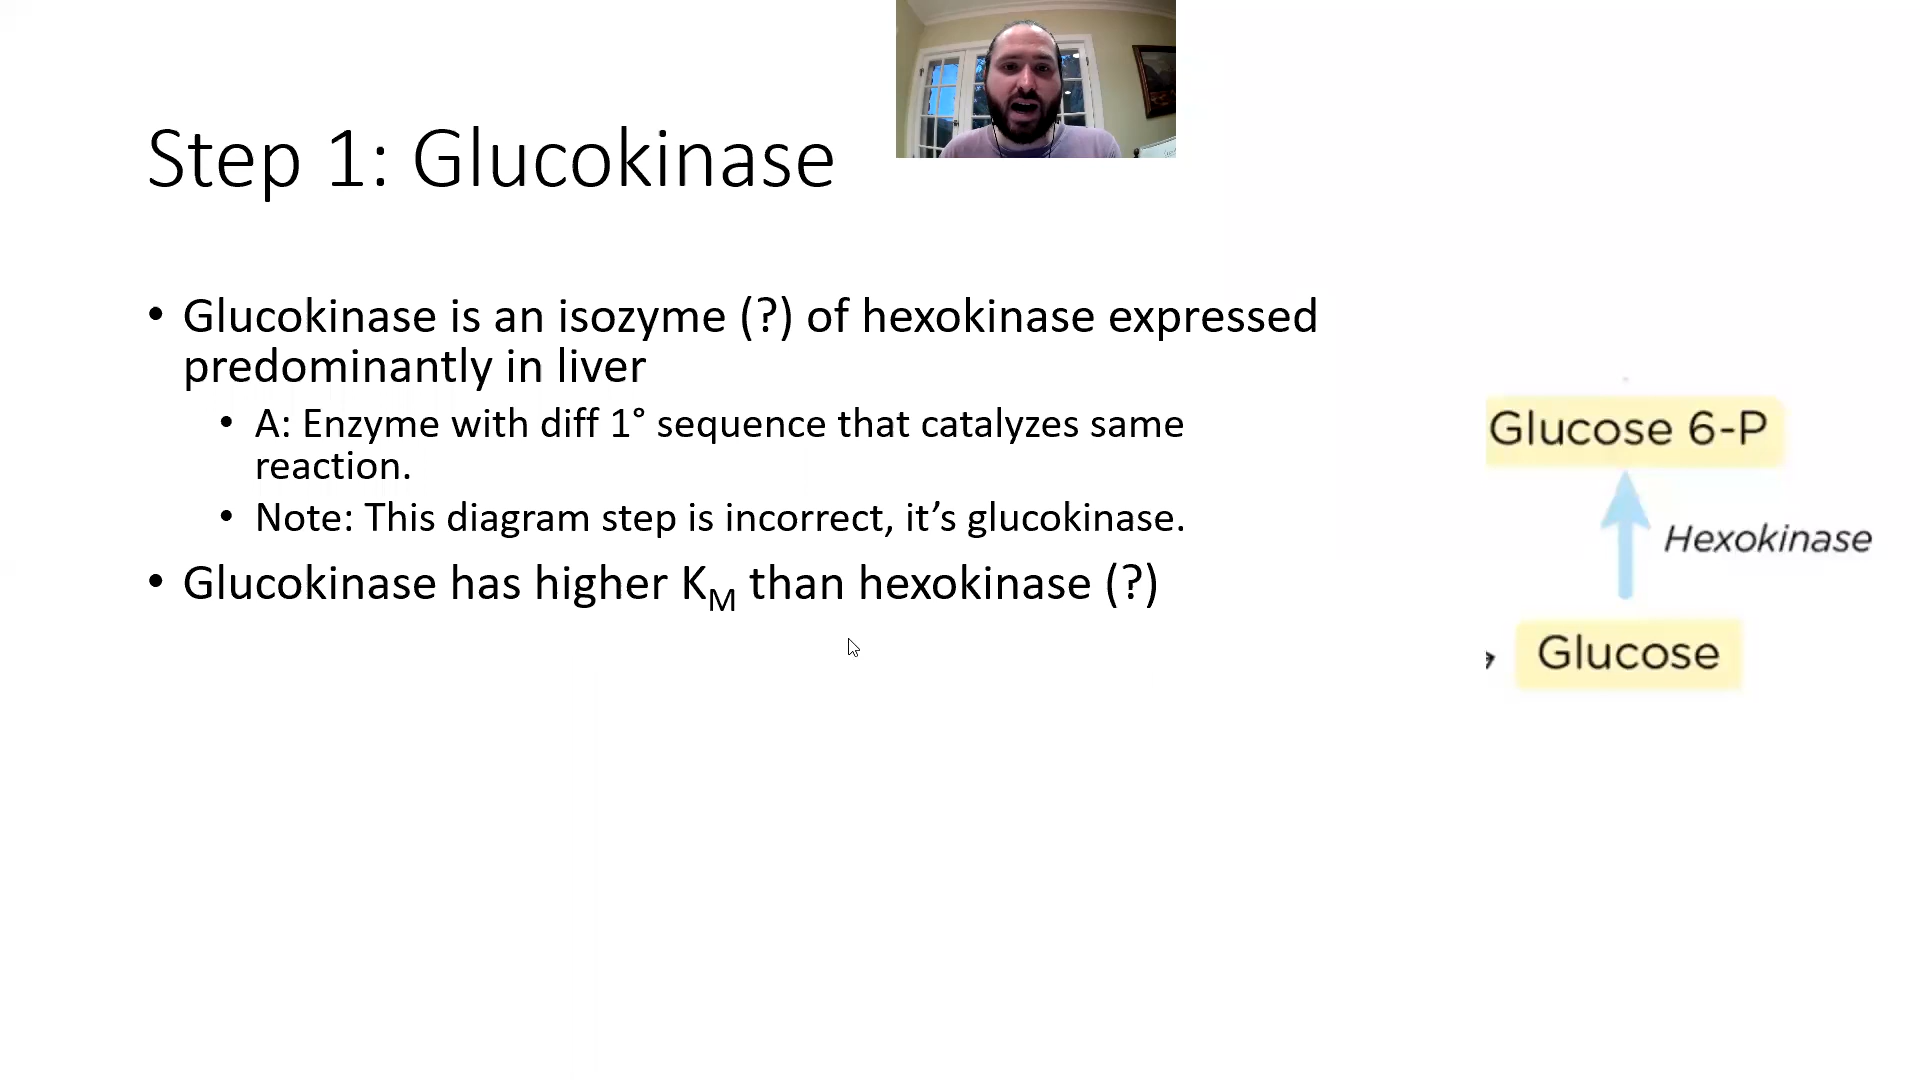 Step 1: Glucokinase
• Glucokinase is an isozyme (?) of hexokinase expressed
predominantly in liver
• A: Enzyme with diff 1° sequence that catalyzes same
reaction.
• Note: This diagram step is incorrect, it’s glucokinase.
• Glucokinase has higher KM than hexokinase (?)
Glucose 6-P
Hexokinase
Glucose